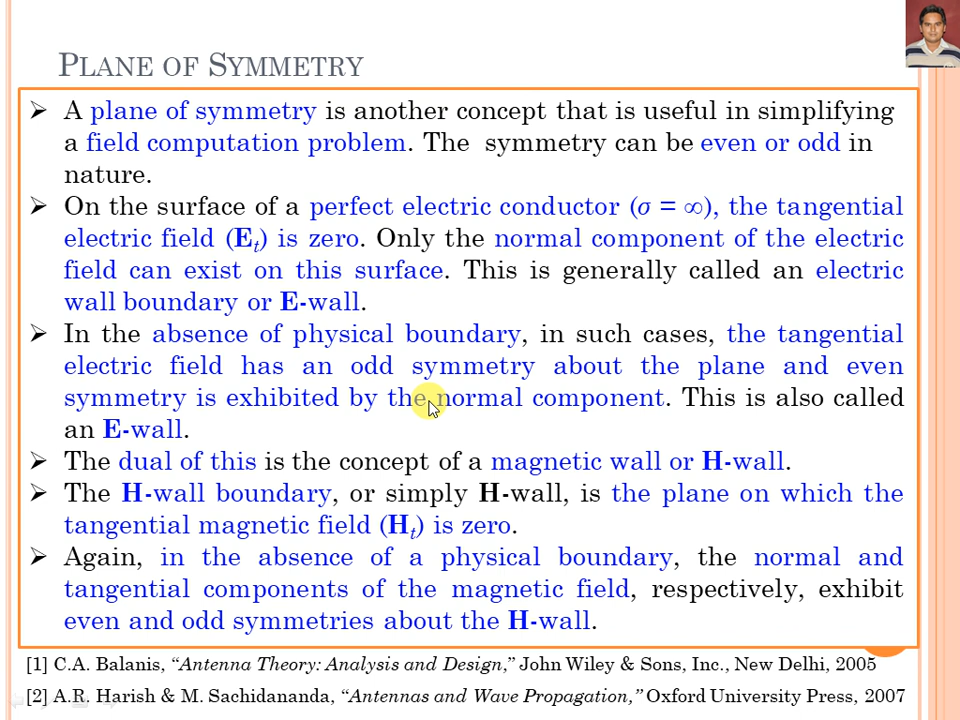 PLANE OF SYMMETRY
➢ A plane of symmetry is another concept that is useful in simplifying
a field computation problem. The symmetry can be even or odd in
nature.
➢ On the surface of a perfect electric conductor (σ = ∞), the tangential
electric field (Et) is zero. Only the normal component of the electric
field can exist on this surface. This is generally called an electric
wall boundary or E-wall.
➢ In the absence of physical boundary, in such cases, the tangential
electric field has an odd symmetry about the plane and even
symmetry is exhibited by the normal component. This is also called
an E-wall.
➢ The dual of this is the concept of a magnetic wall or H-wall.
➢ The H-wall boundary, or simply H-wall, is the plane on which the
tangential magnetic field (Ht) is zero.
➢ Again, in the absence of a physical boundary, the normal and
tangential components of the magnetic field, respectively, exhibit
even and odd symmetries about the H-wall.
[1] C.A. Balanis, “Antenna Theory: Analysis and Design,” John Wiley & Sons, Inc., New Delhi, 2005
[2] A.R. Harish & M. Sachidananda, “Antennas and Wave Propagation,” Oxford University Press, 2007